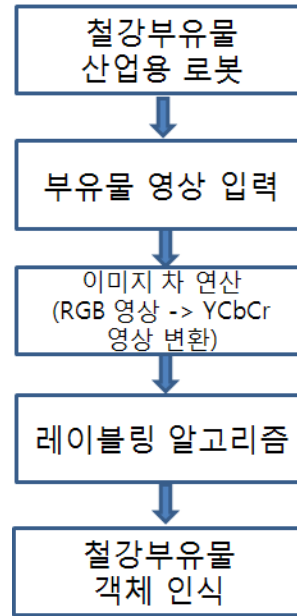 철강부유물
산업용 로봇
부유물 영상 입력
이미지 차 연산
(RGB 영상 -> YCbCr
영상 변환)
레이블링 알고리즘
철강부유물
객체 인식